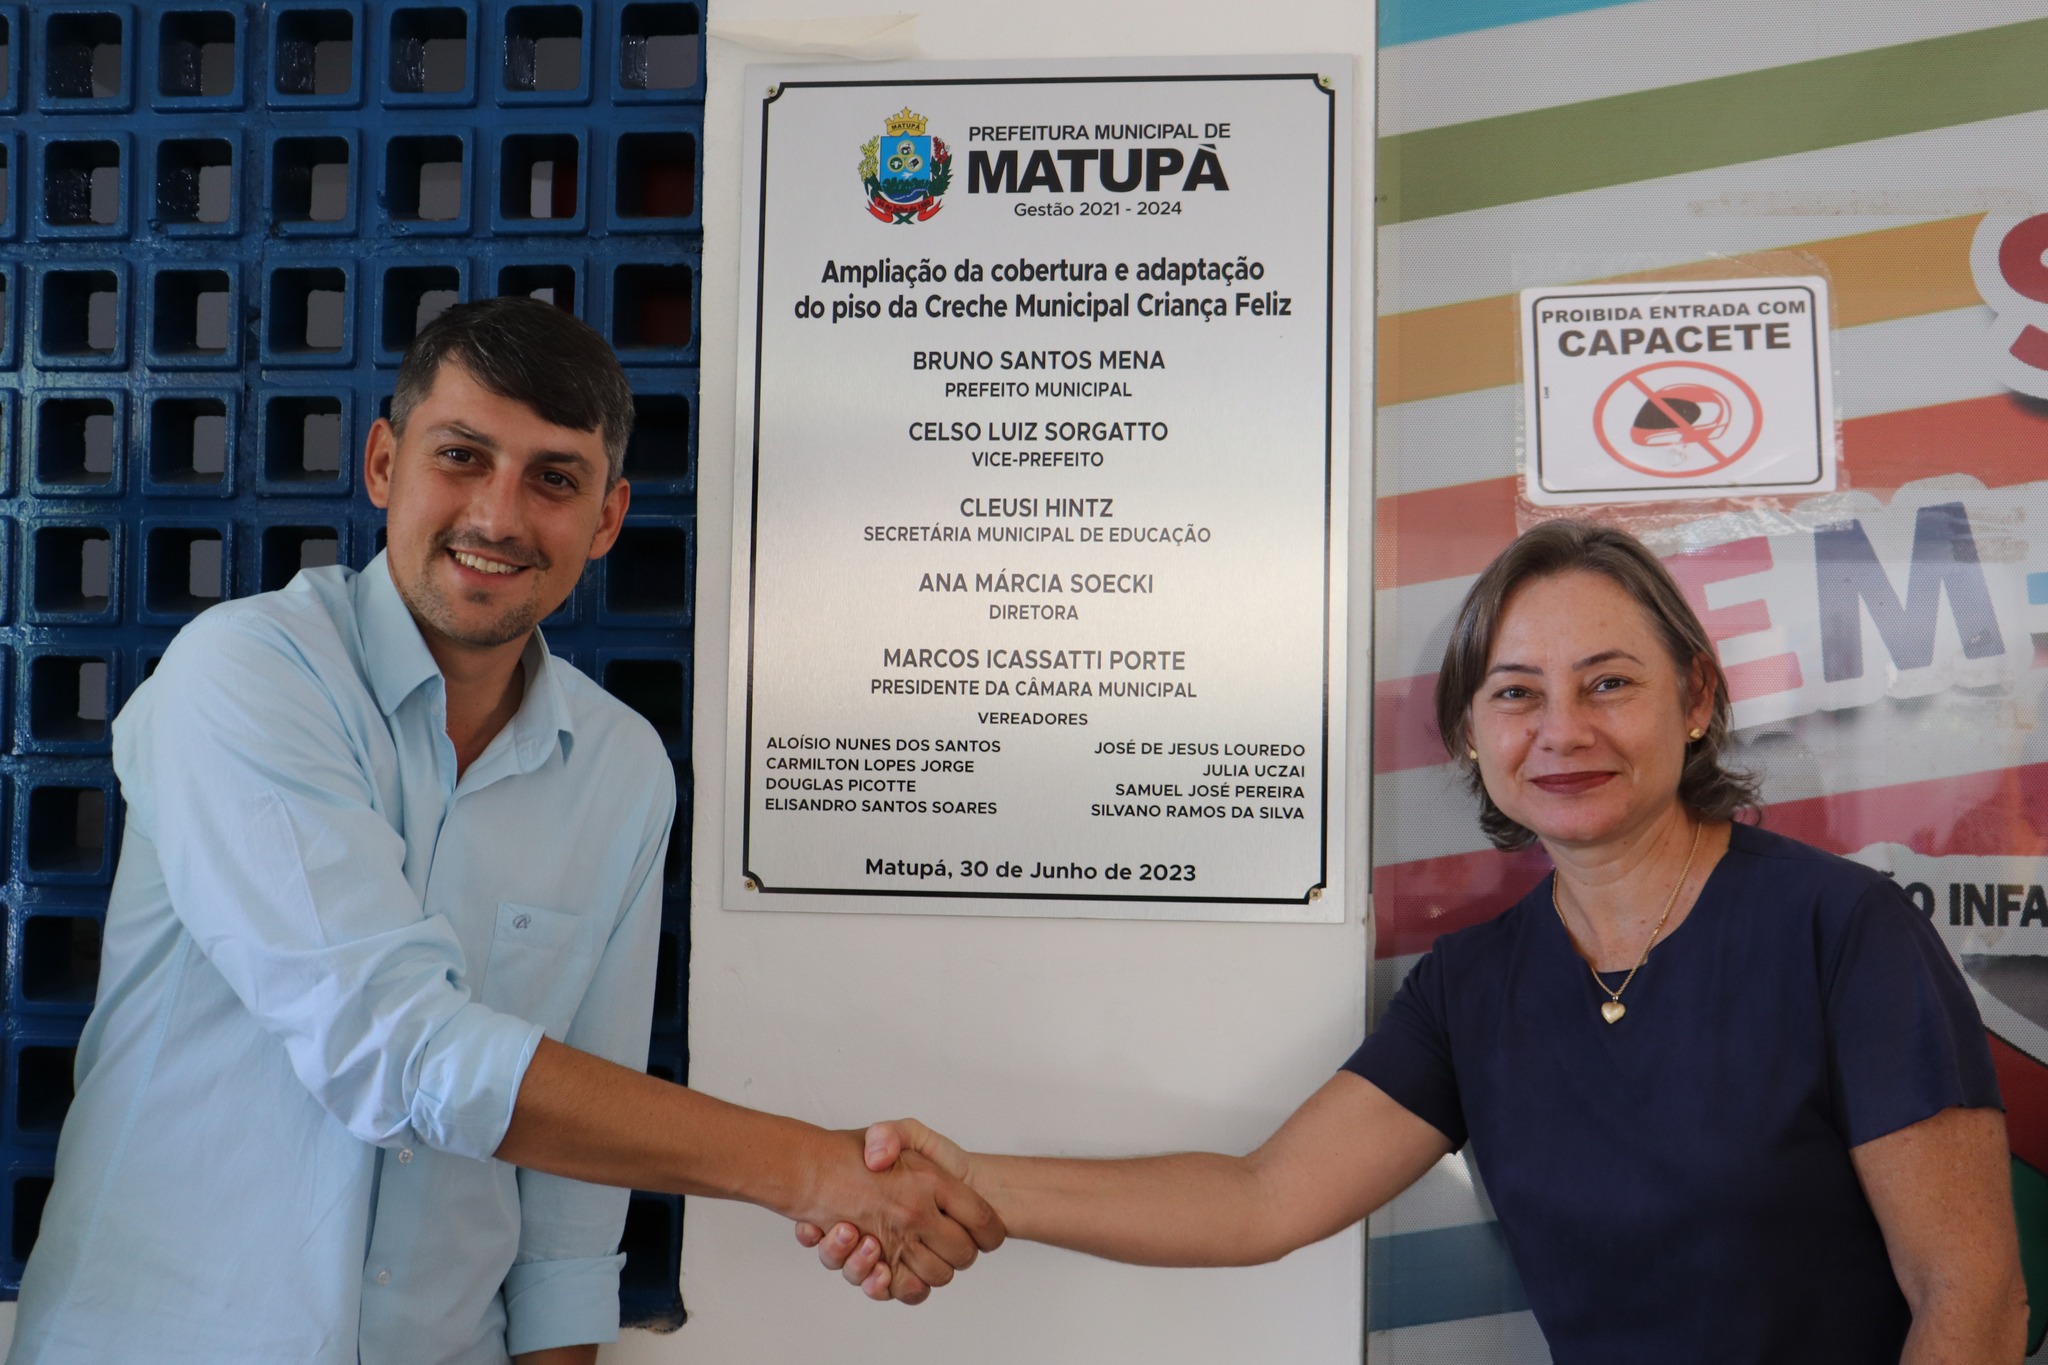 MATUPÁ
PREFEITURA MUNICIPAL DE
MATUPÀ
Gestão 2021 - 2024
Ampliação da cobertura e adaptação
do piso da Creche Municipal Criança Feliz
BRUNO SANTOS MENA
PREFEITO MUNICIPAL
CELSO LUIZ SORGATTO
VICE-PREFEITO
CLEUSI HINTZ
SECRETÁRIA MUNICIPAL DE EDUCAÇÃO
ANA MÁRCIA SOECKI
DIRETORA
MARCOS ICASSATTI PORTE
PRESIDENTE DA CÂMARA MUNICIPAL
VEREADORES
ALOÍSIO NUNES DOS SANTOS
CARMILTON LOPES JORGE
DOUGLAS PICOTTE
ELISANDRO SANTOS SOARES
JOSÉ DE JESUS LOUREDO
JULIA UCZAI
SAMUEL JOSÉ PEREIRA
SILVANO RAMOS DA SILVA
Matupá, 30 de Junho de 2023
PROIBIDA ENTRADA COM
CAPACETE
S
EM
O INFA